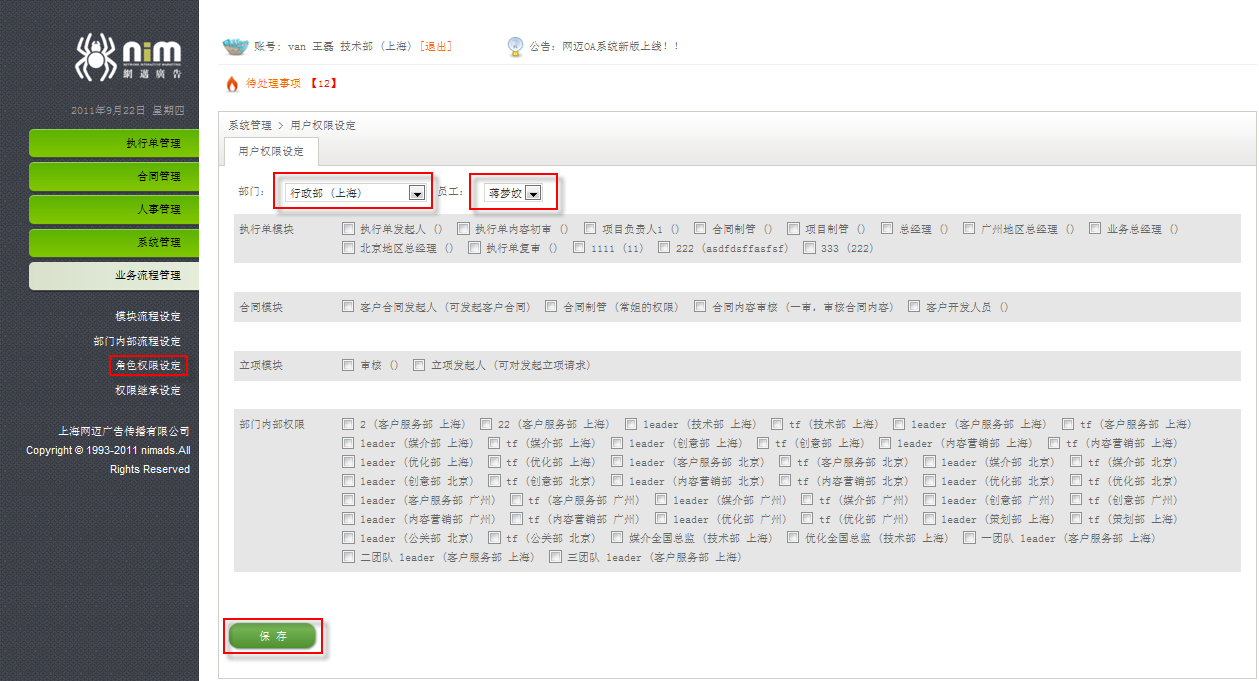 nim
NETWORK INTERACTIVE MARKETING
網邁廣告
2011年9月22日 星期四
执行单管理
合同管理
人事管理
系统管理
业务流程管理
模块流程设定
部门内部流程设定
角色权限设定
权限继承设定
上海网迈广告传播有限公司
Copyright © 1993-2011 nimads.All
Rights Reserved
账号: van 王磊 技术部 (上海) [退出] 公告: 网迈OA系统新版上线!!
待处理事项 【12】
系统管理 > 用户权限设定
用户权限设定
部门: 行政部 (上海) 员工: 蒋梦姣
执行单模块 执行单发起人 () 执行单内容初审 () 项目负责人1 () 合同制管 () 项目制管 () 总经理 () 广州地区总经理 () 业务总经理 ()
北京地区总经理 () 执行单复审 () 1111 (11) 222 (asdfdsffasfsf) 333 (222)
合同模块 客户合同发起人 (可发起客户合同) 合同制管 (常姐的权限) 合同内容审核 (一审，审核合同内容) 客户开发人员 ()
立项模块 审核 () 立项发起人 (可对发起立项请求)
部门内部权限 2 (客户服务部 上海) 22 (客户服务部 上海) leader (技术部 上海) tf (技术部 上海) leader (客户服务部 上海) tf (客户服务部 上海)
leader (媒介部 上海) tf (媒介部 上海) leader (创意部 上海) tf (创意部 上海) leader (内容营销部 上海) tf (内容营销部 上海)
leader (优化部 上海) tf (优化部 上海) leader (客户服务部 北京) tf (客户服务部 北京) leader (媒介部 北京) tf (媒介部 北京)
leader (创意部 北京) tf (创意部 北京) leader (内容营销部 北京) tf (内容营销部 北京) leader (优化部 北京) tf (优化部 北京)
leader (客户服务部 广州) tf (客户服务部 广州) leader (媒介部 广州) tf (媒介部 广州) leader (创意部 广州) tf (创意部 广州)
leader (内容营销部 广州) tf (内容营销部 广州) leader (优化部 广州) tf (优化部 广州) leader (策划部 上海) tf (策划部 上海)
leader (公关部 北京) tf (公关部 北京) 媒介全国总监 (技术部 上海) 优化全国总监 (技术部 上海) 一团队 leader (客户服务部 上海)
二团队 leader (客户服务部 上海) 三团队 leader (客户服务部 上海)
保 存